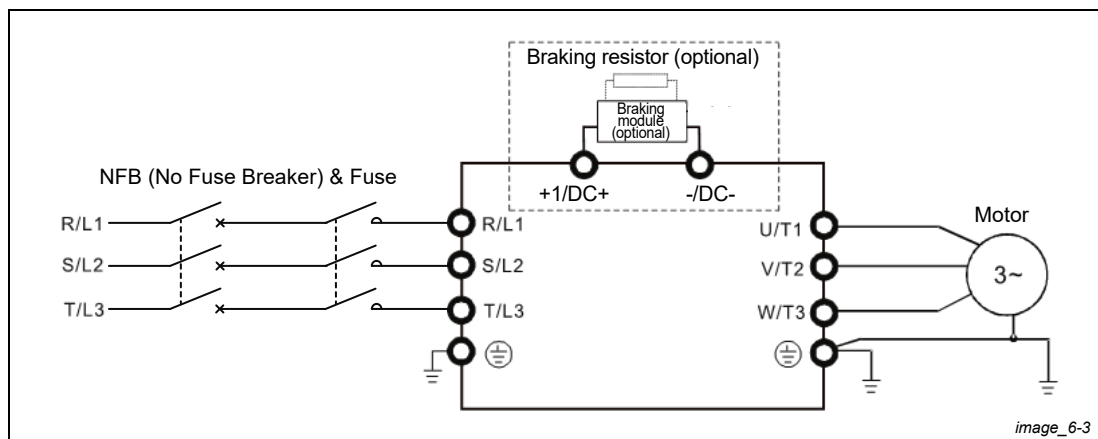 Braking resistor (optional)
Braking
module
(optional)
NFB (No Fuse Breaker) & Fuse
+1/DC+
-/DC-
Motor
R/L1
R/L1
U/T1
S/L2
S/L2
V/T2
3~
T/L3
T/L3
W/T3
image_6-3